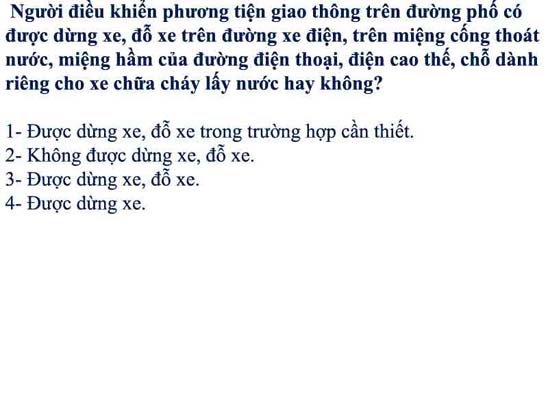 Người điều khiển phương tiện giao thông trên đường phố có
được dừng xe, đỗ xe trên đường xe điện, trên miệng cống thoát
nước, miệng hầm của đường điện thoại, điện cao thế, chỗ dành
riêng cho xe chữa cháy lấy nước hay không?
1- Được dừng xe, đỗ xe trong trường hợp cần thiết.
2- Không được dừng xe, đỗ xe.
3- Được dừng xe, đỗ xe.
4- Được dừng xe.